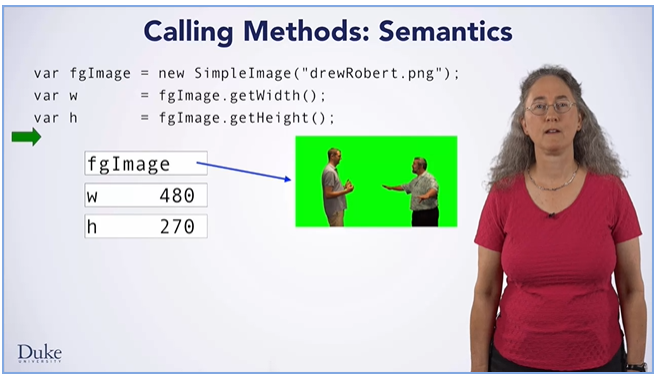 Calling Methods: Semantics
var fgImage = new SimpleImage("drewRobert.png");
var w = fgImage.getWidth();
var h = fgImage.getHeight();
fgImage
w 480
h 270
Duke
UNIVERSITY